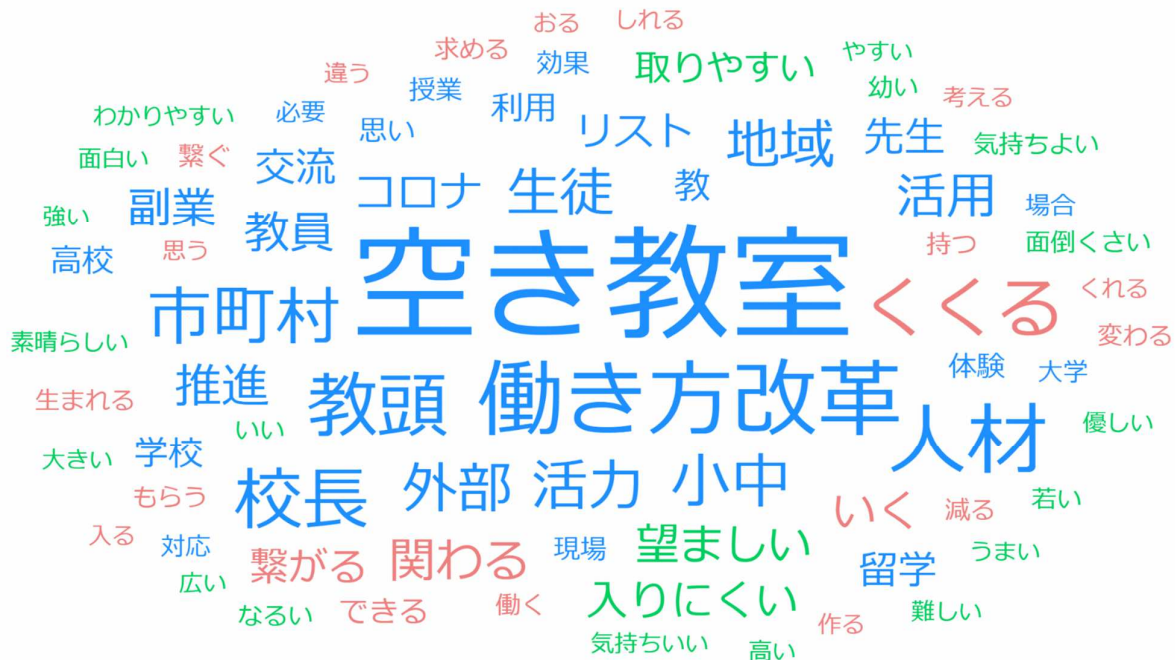 おる
しれる
求める
効果
取りやすい
やすい
違う
授業
利用
幼い
考える
わかりやすい
必要
思い
リスト
地域
先生
気持ちよい
面白い
繋ぐ
交流
コロナ
生徒
教
活用
場合
強い
副業
教員
空き教室
持つ
面倒くさい
高校
思う
市町村
くくる
くれる
変わる
素晴らしい
推進
教頭
働き方改革
体験
大学
生まれる
いい
人材
優しい
大きい
学校
校長
外部
活力
小中
いく
減る
若い
もらう
入る
対応
繋がる
関わる
現場
望ましい
留学
うまい
広い
なるい
できる
働く
入りにくい
作る
難しい
気持ちいい
高い